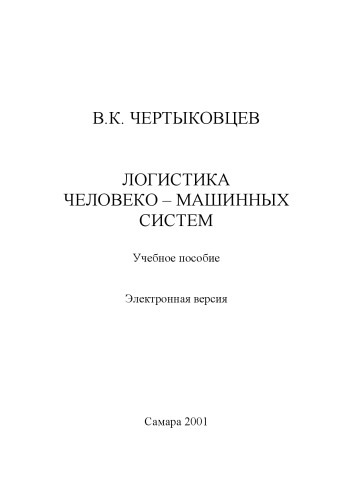 В.К. ЧЕРТЫКОВЦЕВ
ЛОГИСТИКА
ЧЕЛОВЕКО – МАШИННЫХ
СИСТЕМ
Учебное пособие
Электронная версия
Самара 2001